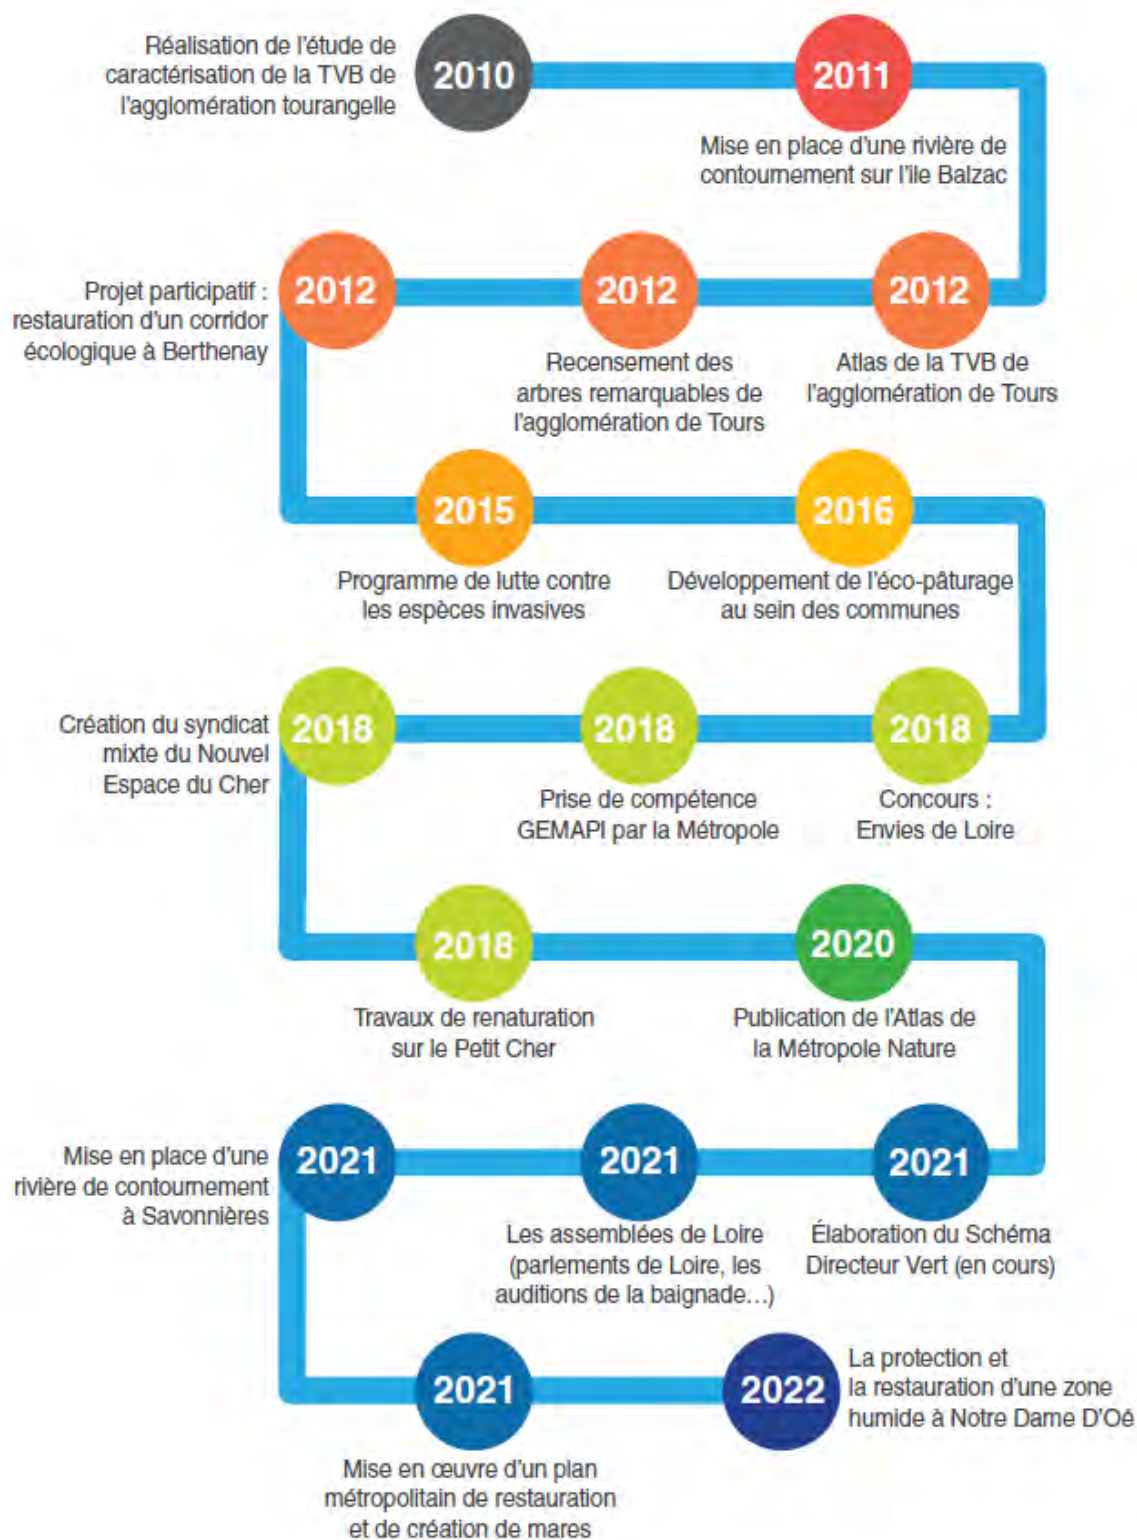 Réalisation de l'étude de
caractérisation de la TVB de
l'agglomération tourangelle
2010
2011
Mise en place d'une rivière de
contournement sur l'île Balzac
2012
Atlas de la TVB de
l'agglomération de Tours
2012
Recensement des
arbres remarquables de
l'agglomération de Tours
2012
Projet participatif :
restauration d'un corridor
écologique à Berthenay
2015
Programme de lutte contre
les espèces invasives
2016
Développement de l'éco-pâturage
au sein des communes
2018
Concours :
Envies de Loire
2018
Prise de compétence
GEMAPI par la Métropole
2018
Création du syndicat
mixte du Nouvel
Espace du Cher
2018
Travaux de renaturation
sur le Petit Cher
2020
Publication de l'Atlas de
la Métropole Nature
2021
Élaboration du Schéma
Directeur Vert (en cours)
2021
Les assemblées de Loire
(parlements de Loire, les
auditions de la baignade…)
2021
Mise en place d'une
rivière de contournement
à Savonnières
2021
Mise en œuvre d'un plan
métropolitain de restauration
et de création de mares
2022
La protection et
la restauration d'une zone
humide à Notre Dame D'Oé